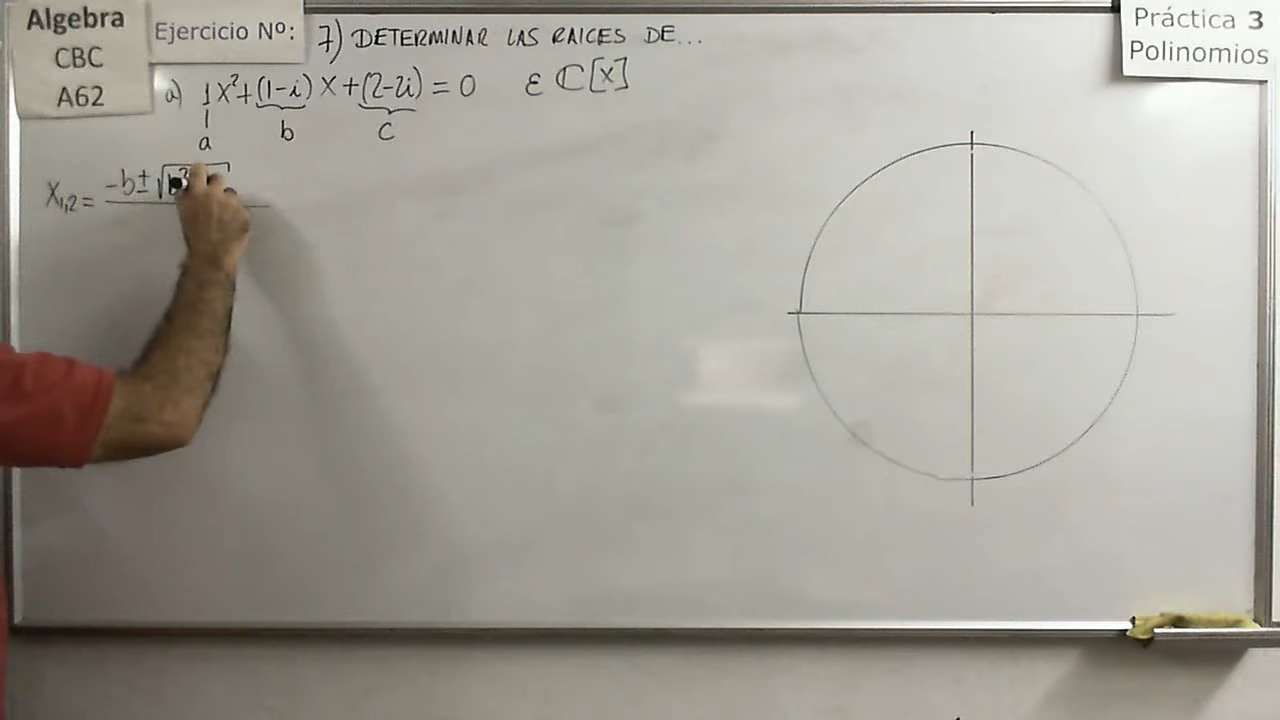 Algebra
CBC
A62
Ejercicio Nº:
7) DETERMINAR LAS RAICES DE...
Práctica 3
Polinomios
a) 1x²+(1-i)x+(2-2i)=0 ε ℂ[x]
a b c
x₁,₂= -b±√b